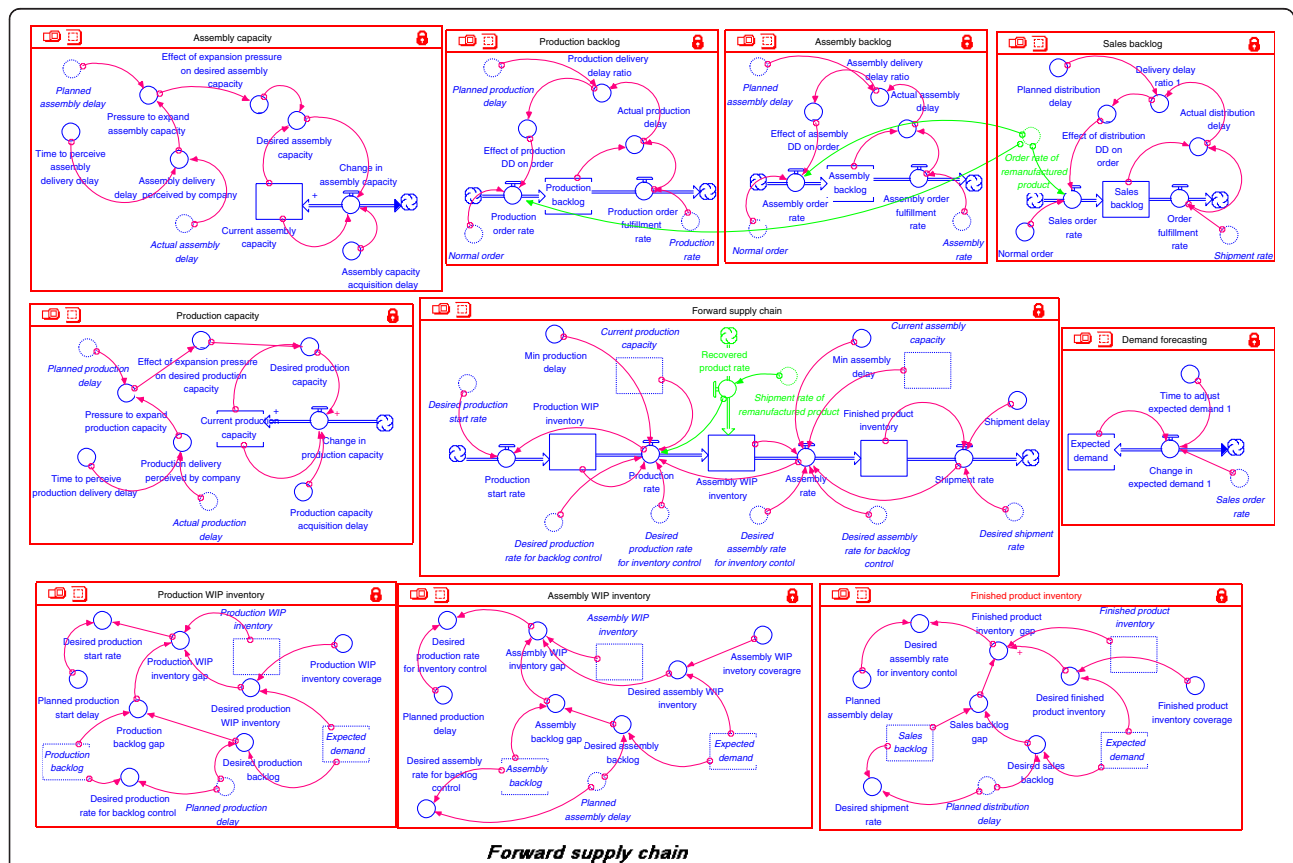 Assembly capacity
Effect of expansion pressure
on desired assembly
capacity
Planned
assembly delay
Pressure to expand
assembly capacity
Desired assembly
capacity
Time to perceive
assembly
delivery delay
Assembly delivery
delay perceived by company
Change in
assembly capacity
+
Current assembly
capacity
Actual assembly
delay
Assembly capacity
acquisition delay
Production backlog
Production delivery
delay ratio
Planned production
delay
Actual production
delay
Effect of production
DD on order
Production
backlog
Production
order rate
Production order
fulfillment
rate
Normal order
Production
rate
Assembly backlog
Assembly delivery
delay ratio
Planned
assembly delay
Actual assembly
delay
Effect of assembly
DD on order
Assembly
backlog
Assembly order
rate
Assembly order
fulfillment rate
Normal order
Assembly
rate
Sales backlog
Planned distribution
delay
Delivery delay
ratio 1
Actual distribution
delay
Effect of distribution
DD on
order
Order rate of
remanufactured
product
Sales
backlog
Sales order
rate
Order
fulfillment
rate
Normal order
Shipment rate
Production capacity
Planned production
delay
Effect of expansion pressure
on desired production
capacity
Desired production
capacity
Pressure to expand
production capacity
+
+
Current production
capacity
Change in
production capacity
Time to perceive
production delivery delay
Production delivery
perceived by company
Production capacity
acquisition delay
Actual production
delay
Forward supply chain
Min production
delay
Current production
capacity
Recovered
product rate
Min assembly
delay
Current assembly
capacity
Desired production
start rate
Production WIP
inventory
Shipment rate of
remanufactured product
Finished product
inventory
Shipment delay
Production
start rate
Production
rate
Assembly WIP
inventory
Assembly
rate
Shipment rate
Desired production
rate for backlog control
Desired
production rate
for inventory control
Desired
assembly rate
for inventory contol
Desired assembly
rate for backlog
control
Desired shipment
rate
Demand forecasting
Time to adjust
expected demand 1
Expected
demand
Change in
expected demand 1
Sales order
rate
Production WIP inventory
Production WIP
inventory
Desired production
start rate
Production WIP
inventory gap
Production WIP
inventory coverage
Planned production
start delay
Desired production
WIP inventory
Production
backlog gap
Expected
demand
Production
backlog
Desired production
backlog
Desired production
rate for backlog control
Planned production
delay
Assembly WIP inventory
Desired
production rate
for inventory control
Assembly WIP
inventory
Assembly
WIP inventory gap
Assembly WIP
inventory coveragre
Desired assembly WIP
inventory
Planned production
delay
Assembly
backlog gap
Desired assembly
backlog
Expected
demand
Desired assembly
rate for backlog
control
Assembly
backlog
Planned
assembly delay
Finished product inventory
Finished product
inventory gap
Finished product
inventory
Desired
assembly rate
for inventory contol
+
Planned
assembly delay
Desired finished
product inventory
Finished product
inventory coverage
Sales
backlog
Sales backlog
gap
Expected
demand
Desired sales
backlog
Desired shipment
rate
Planned distribution
delay
Forward supply chain